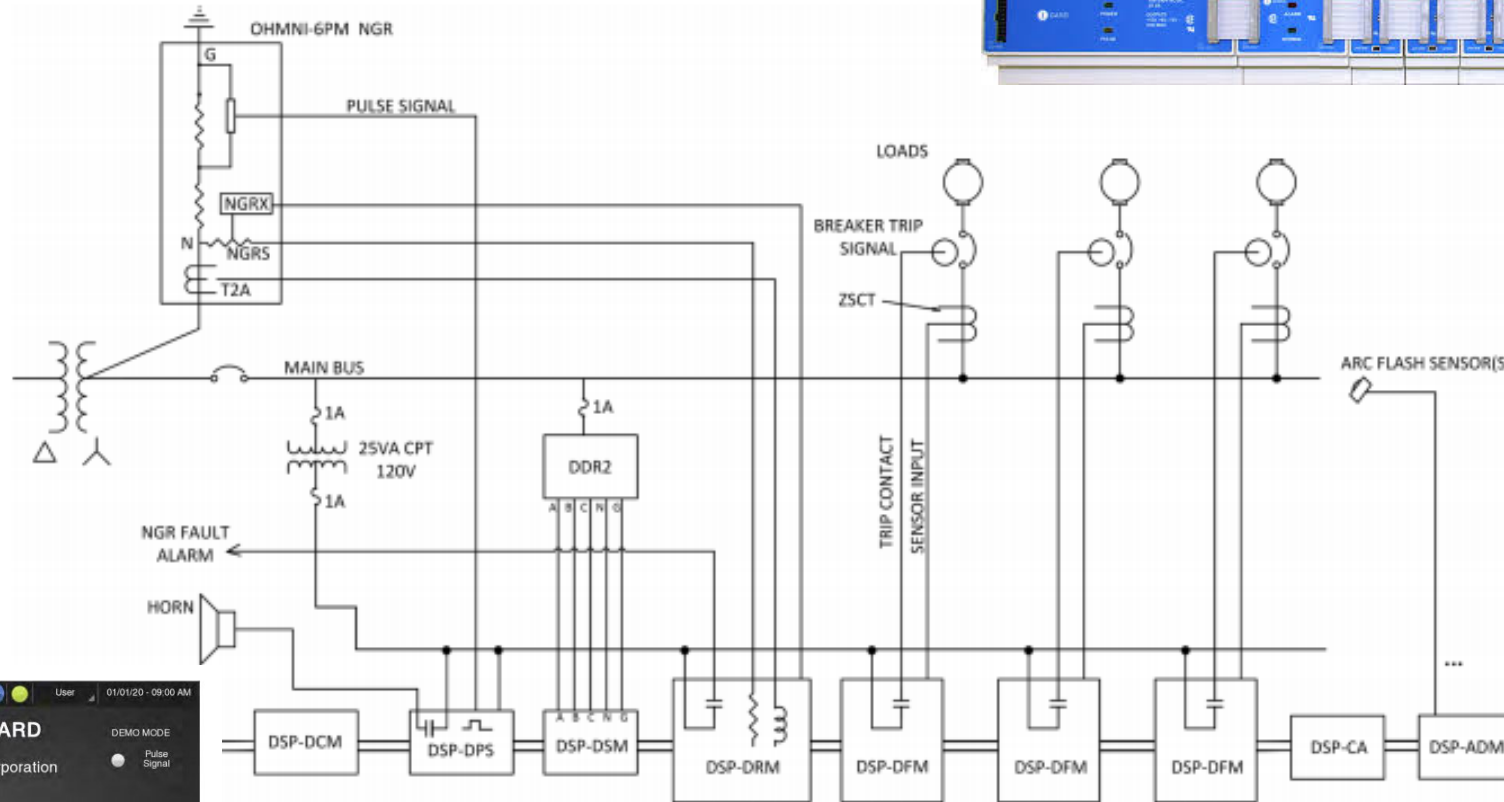 OHMNI-6PM NGR
G
PULSE SIGNAL
NGRX
N
NGRS
T2A
LOADS
BREAKER TRIP
SIGNAL
ZSCT
MAIN BUS
ARC FLASH SENSOR(S
1A
1A
25VA CPT
120V
1A
DDR2
A B C N G
TRIP CONTACT
SENSOR INPUT
NGR FAULT
ALARM
HORN
...
A B C N G
DSP-DCM
DSP-DPS
DSP-DSM
DSP-DRM
DSP-DFM
DSP-DFM
DSP-DFM
DSP-CA
DSP-ADM
User
01/01/20 - 09:00 AM
ARD
DEMO MODE
Pulse
Signal
poration